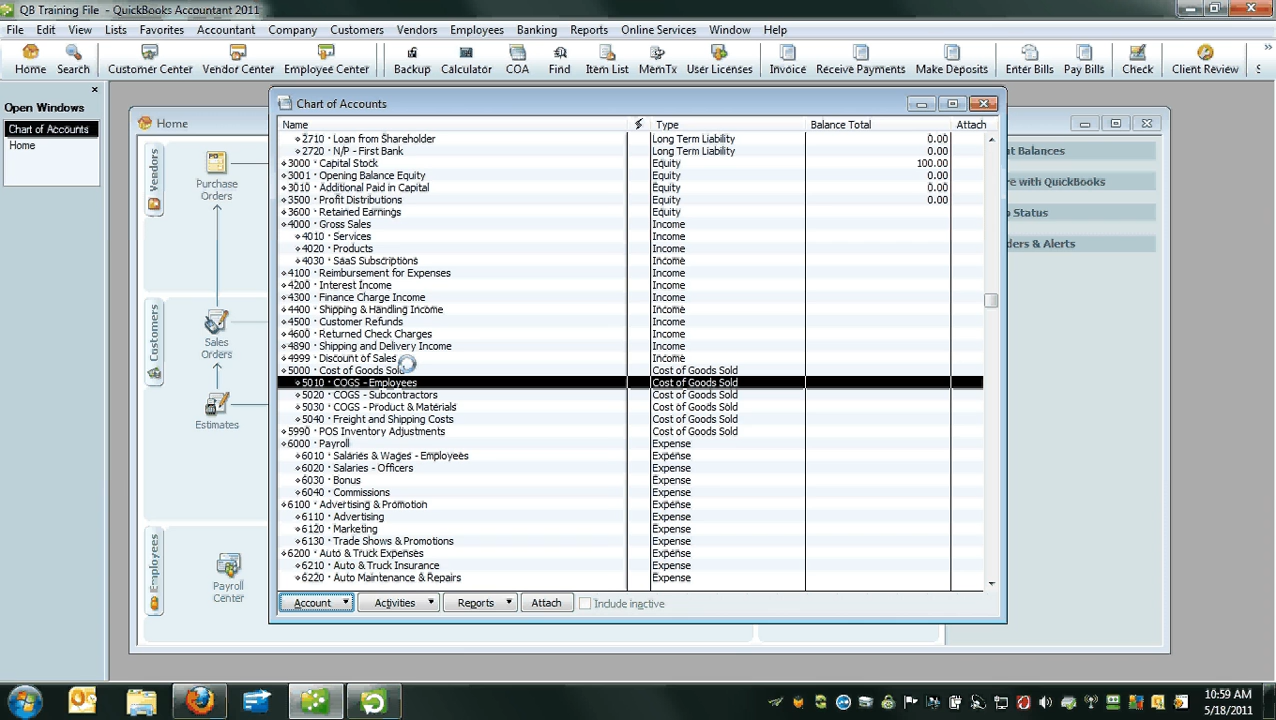 QB Training File - QuickBooks Accountant 2011
File Edit View Lists Favorites Accountant Company Customers Vendors Employees Banking Reports Online Services Window Help
Home Search Customer Center Vendor Center Employee Center Backup Calculator COA Find Item List MemTx User Licenses Invoice Receive Payments Make Deposits Enter Bills Pay Bills Check Client Review
Open Windows
Chart of Accounts
Home
Home
Vendors
Purchase Orders
Customers
Sales Orders
Estimates
Employees
Payroll Center
Chart of Accounts
Name Type Balance Total Attach
2710 · Loan from Shareholder Long Term Liability 0.00
2720 · N/P - First Bank Long Term Liability 0.00
3000 · Capital Stock Equity 100.00
3001 · Opening Balance Equity Equity 0.00
3010 · Additional Paid in Capital Equity 0.00
3500 · Profit Distributions Equity 0.00
3600 · Retained Earnings Equity
4000 · Gross Sales Income
4010 · Services Income
4020 · Products Income
4030 · SaaS Subscriptions Income
4100 · Reimbursement for Expenses Income
4200 · Interest Income Income
4300 · Finance Charge Income Income
4400 · Shipping & Handling Income Income
4500 · Customer Refunds Income
4600 · Returned Check Charges Income
4890 · Shipping and Delivery Income Income
4999 · Discount of Sales Income
5000 · Cost of Goods Sold Cost of Goods Sold
5010 · COGS - Employees Cost of Goods Sold
5020 · COGS - Subcontractors Cost of Goods Sold
5030 · COGS - Product & Materials Cost of Goods Sold
5040 · Freight and Shipping Costs Cost of Goods Sold
5990 · POS Inventory Adjustments Cost of Goods Sold
6000 · Payroll Expense
6010 · Salaries & Wages - Employees Expense
6020 · Salaries - Officers Expense
6030 · Bonus Expense
6040 · Commissions Expense
6100 · Advertising & Promotion Expense
6110 · Advertising Expense
6120 · Marketing Expense
6130 · Trade Shows & Promotions Expense
6200 · Auto & Truck Expenses Expense
6210 · Auto & Truck Insurance Expense
6220 · Auto Maintenance & Repairs Expense
Account Activities Reports Attach Include inactive
nt Balances
re with QuickBooks
Status
ders & Alerts
10:59 AM
5/18/2011